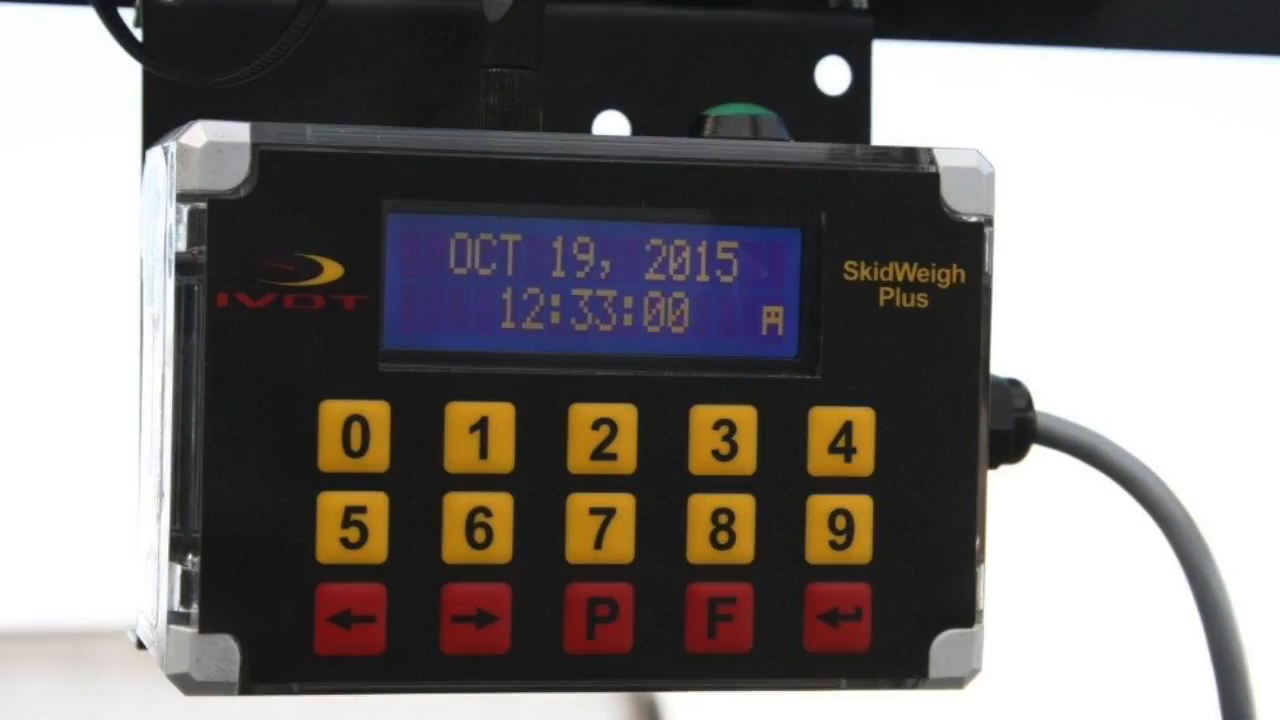 OCT 19, 2015
12:33:00
IVDT
SkidWeigh
Plus
0 1 2 3 4
5 6 7 8 9
← → P F ↵